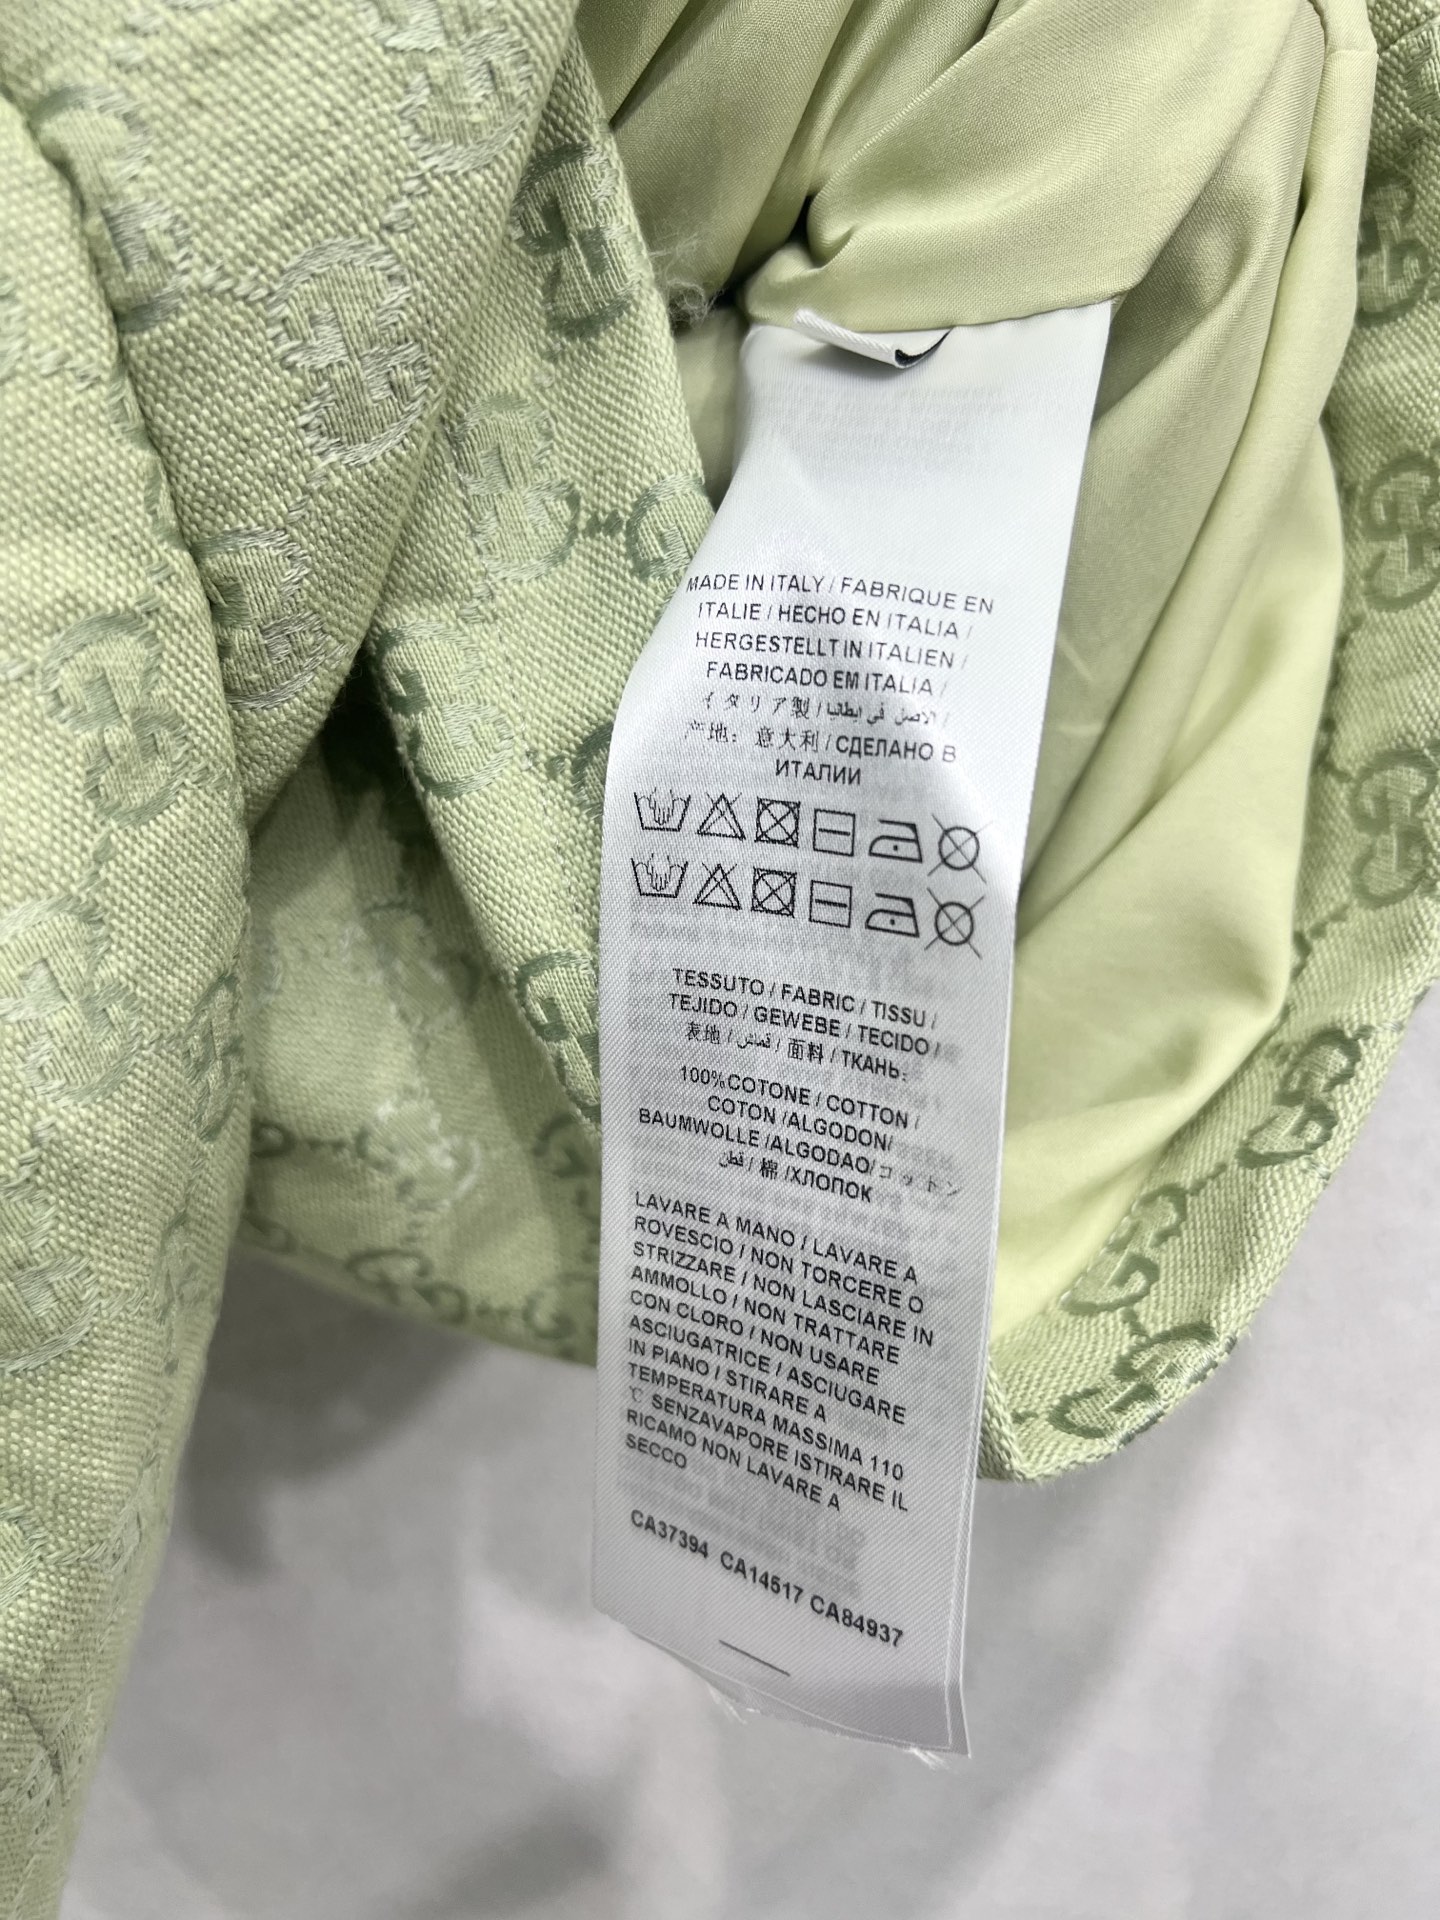 MADE IN ITALY / FABRIQUE EN
ITALIE / HECHO EN ITALIA /
HERGESTELLT IN ITALIEN /
FABRICADO EM ITALIA /
イタリア製 / الاصل في ايطاليا /
产地：意大利 / СДЕЛАНО В
ИТАЛИИ
TESSUTO / FABRIC / TISSU /
TEJIDO / GEWEBE / TECIDO /
表地 / قماش / 面料 / ТКАНЬ:
100%COTONE / COTTON /
COTON /ALGODON/
BAUMWOLLE /ALGODAO/ コットン
قطن / 棉 /ХЛОПОК
LAVARE A MANO / LAVARE A
ROVESCIO / NON TORCERE O
STRIZZARE / NON LASCIARE IN
AMMOLLO / NON TRATTARE
CON CLORO / NON USARE
ASCIUGATRICE / ASCIUGARE
IN PIANO / STIRARE A
TEMPERATURA MASSIMA 110
℃ SENZAVAPORE ISTIRARE IL
RICAMO NON LAVARE A
SECCO
CA37394 CA14517 CA84937